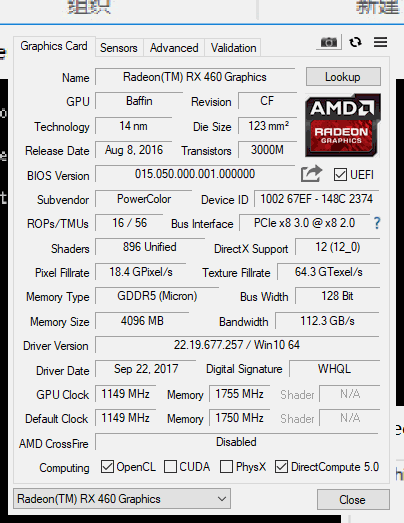 组织
新建
Graphics Card Sensors Advanced Validation
Name Radeon(TM) RX 460 Graphics Lookup
GPU Baffin Revision CF
AMD
RADEON
GRAPHICS
Technology 14 nm Die Size 123 mm²
Release Date Aug 8, 2016 Transistors 3000M
BIOS Version 015.050.000.001.000000 UEFI
Subvendor PowerColor Device ID 1002 67EF - 148C 2374
ROPs/TMUs 16 / 56 Bus Interface PCIe x8 3.0 @ x8 2.0 ?
Shaders 896 Unified DirectX Support 12 (12_0)
Pixel Fillrate 18.4 GPixel/s Texture Fillrate 64.3 GTexel/s
Memory Type GDDR5 (Micron) Bus Width 128 Bit
Memory Size 4096 MB Bandwidth 112.3 GB/s
Driver Version 22.19.677.257 / Win10 64
Driver Date Sep 22, 2017 Digital Signature WHQL
GPU Clock 1149 MHz Memory 1755 MHz Shader N/A
Default Clock 1149 MHz Memory 1750 MHz Shader N/A
AMD CrossFire Disabled
Computing OpenCL CUDA PhysX DirectCompute 5.0
Radeon(TM) RX 460 Graphics Close